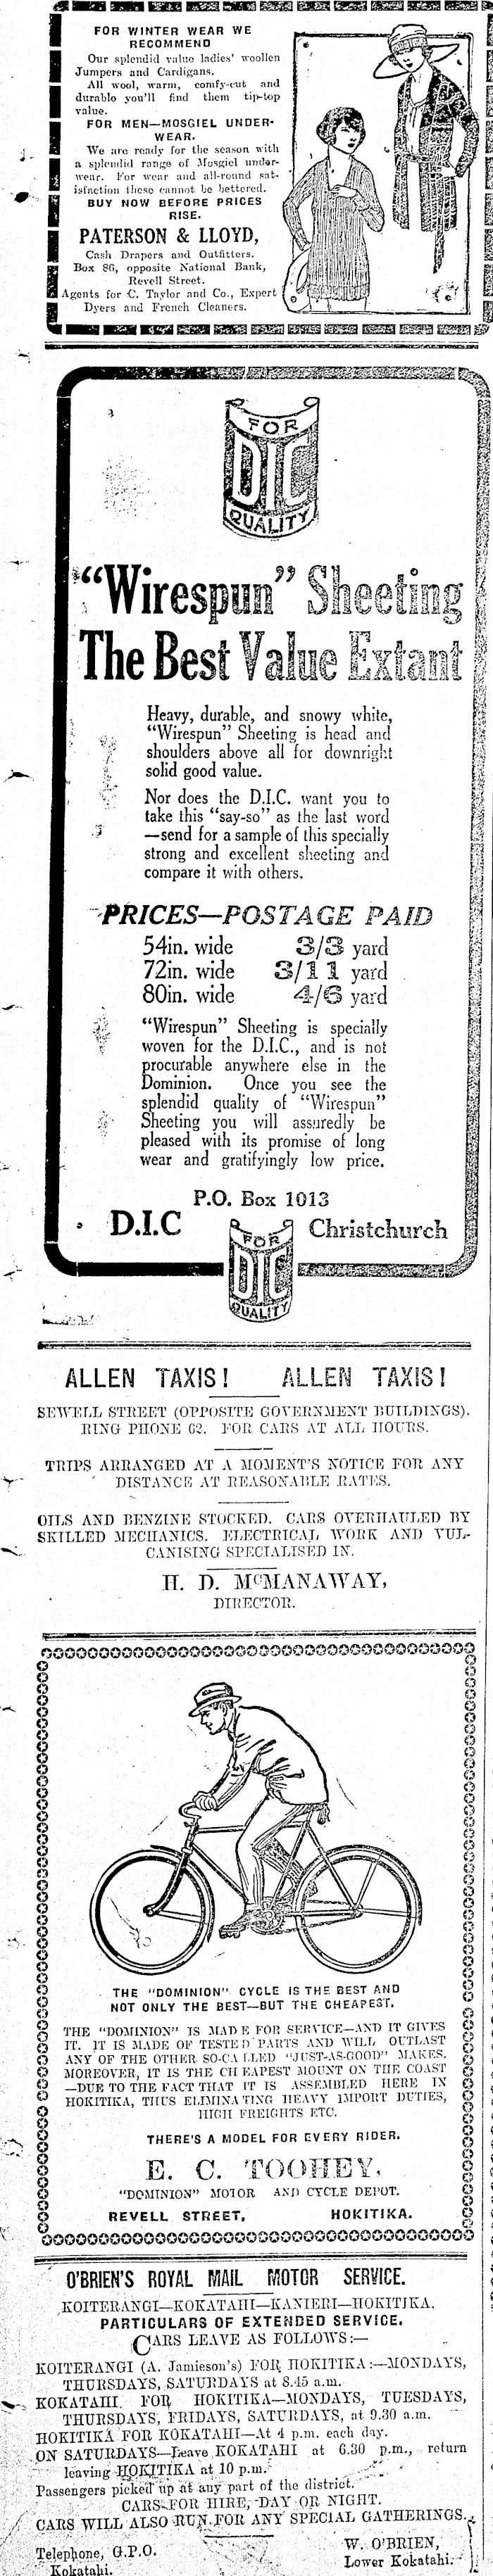 FOR WINTER WEAR WE
RECOMMEND
Our splendid value ladies' woollen
Jumpers and Cardigans.
All wool, warm, comfy-cut and
durable you'll find them tip-top
value.
FOR MEN—MOSGIEL UNDER-
WEAR.
We are ready for the season with
a splendid range of Mosgiel under-
wear. For wear and all-round sat-
isfaction these cannot be bettered.
BUY NOW BEFORE PRICES
RISE.
PATERSON & LLOYD,
Cash Drapers and Outfitters.
Box 86, opposite National Bank,
Revell Street.
Agents for C. Taylor and Co., Expert
Dyers and French Cleaners.
FOR
DIC
QUALITY
"Wirespun" Sheeting
The Best Value Extant
Heavy, durable, and snowy white,
"Wirespun" Sheeting is head and
shoulders above all for downright
solid good value.
Nor does the D.I.C. want you to
take this "say-so" as the last word
—send for a sample of this specially
strong and excellent sheeting and
compare it with others.
PRICES—POSTAGE PAID
54in. wide 3/3 yard
72in. wide 3/11 yard
80in. wide 4/6 yard
"Wirespun" Sheeting is specially
woven for the D.I.C., and is not
procurable anywhere else in the
Dominion. Once you see the
splendid quality of "Wirespun"
Sheeting you will assuredly be
pleased with its promise of long
wear and gratifyingly low price.
P.O. Box 1013
D.I.C Christchurch
FOR
DIC
QUALITY
ALLEN TAXIS! ALLEN TAXIS!
SEWELL STREET (OPPOSITE GOVERNMENT BUILDINGS).
RING PHONE 62. FOR CARS AT ALL HOURS.
TRIPS ARRANGED AT A MOMENT'S NOTICE FOR ANY
DISTANCE AT REASONABLE RATES.
OILS AND BENZINE STOCKED. CARS OVERHAULED BY
SKILLED MECHANICS. ELECTRICAL WORK AND VUL-
CANISING SPECIALISED IN.
H. D. McMANAWAY,
DIRECTOR.
THE "DOMINION" CYCLE IS THE BEST AND
NOT ONLY THE BEST—BUT THE CHEAPEST.
THE "DOMINION" IS MADE FOR SERVICE—AND IT GIVES
IT. IT IS MADE OF TESTED PARTS AND WILL OUTLAST
ANY OF THE OTHER SO-CALLED "JUST-AS-GOOD" MAKES.
MOREOVER, IT IS THE CHEAPEST MOUNT ON THE COAST
—DUE TO THE FACT THAT IT IS ASSEMBLED HERE IN
HOKITIKA, THUS ELIMINATING HEAVY IMPORT DUTIES,
HIGH FREIGHTS ETC.
THERE'S A MODEL FOR EVERY RIDER.
E. C. TOOHEY,
"DOMINION" MOTOR AND CYCLE DEPOT.
REVELL STREET, HOKITIKA.
O'BRIEN'S ROYAL MAIL MOTOR SERVICE.
KOITERANGI—KOKATAHI—KANIERI—HOKITIKA.
PARTICULARS OF EXTENDED SERVICE.
CARS LEAVE AS FOLLOWS:—
KOITERANGI (A. Jamieson's) FOR HOKITIKA:—MONDAYS,
THURSDAYS, SATURDAYS at 8.45 a.m.
KOKATAHI FOR HOKITIKA—MONDAYS, TUESDAYS,
THURSDAYS, FRIDAYS, SATURDAYS, at 9.30 a.m.
HOKITIKA FOR KOKATAHI—At 4 p.m. each day.
ON SATURDAYS—Leave KOKATAHI at 6.30 p.m., return
leaving HOKITIKA at 10 p.m.
Passengers picked up at any part of the district.
CARS FOR HIRE, DAY OR NIGHT.
CARS WILL ALSO RUN FOR ANY SPECIAL GATHERINGS.
Telephone, G.P.O. W. O'BRIEN,
Kokatahi. Lower Kokatahi.